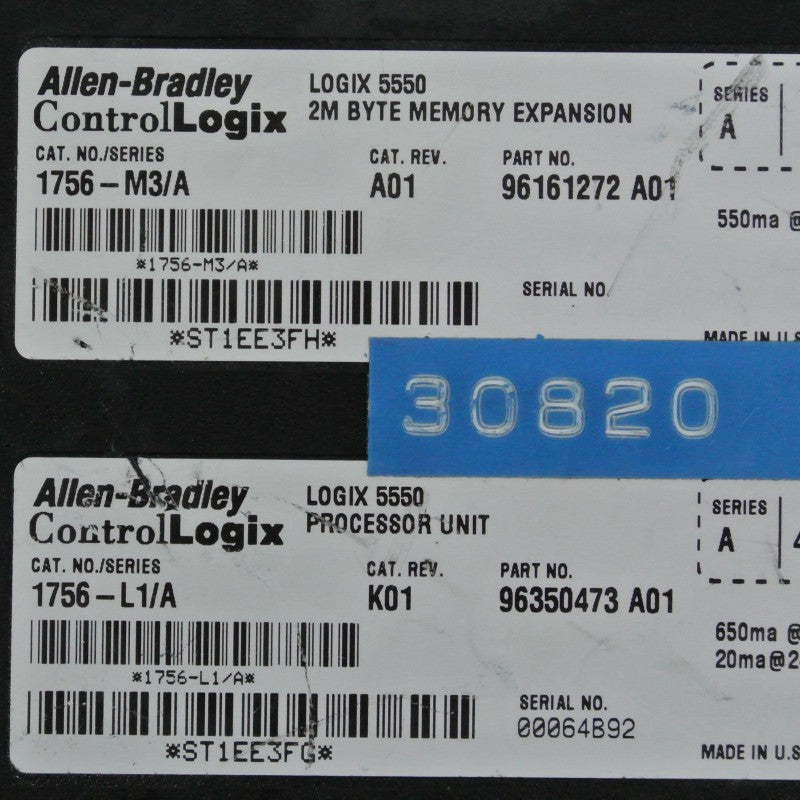 Allen-Bradley
ControlLogix
LOGIX 5550
2M BYTE MEMORY EXPANSION
SERIES
A
CAT. NO./SERIES
1756-M3/A
CAT. REV.
A01
PART NO.
96161272 A01
550ma @
*1756-M3/A*
SERIAL NO.
*ST1EE3FH*
MADE IN U.S
30820
Allen-Bradley
ControlLogix
LOGIX 5550
PROCESSOR UNIT
SERIES
A
CAT. NO./SERIES
1756-L1/A
CAT. REV.
K01
PART NO.
96350473 A01
650ma @
20ma@2
*1756-L1/A*
SERIAL NO.
00064B92
*ST1EE3FG*
MADE IN U.S